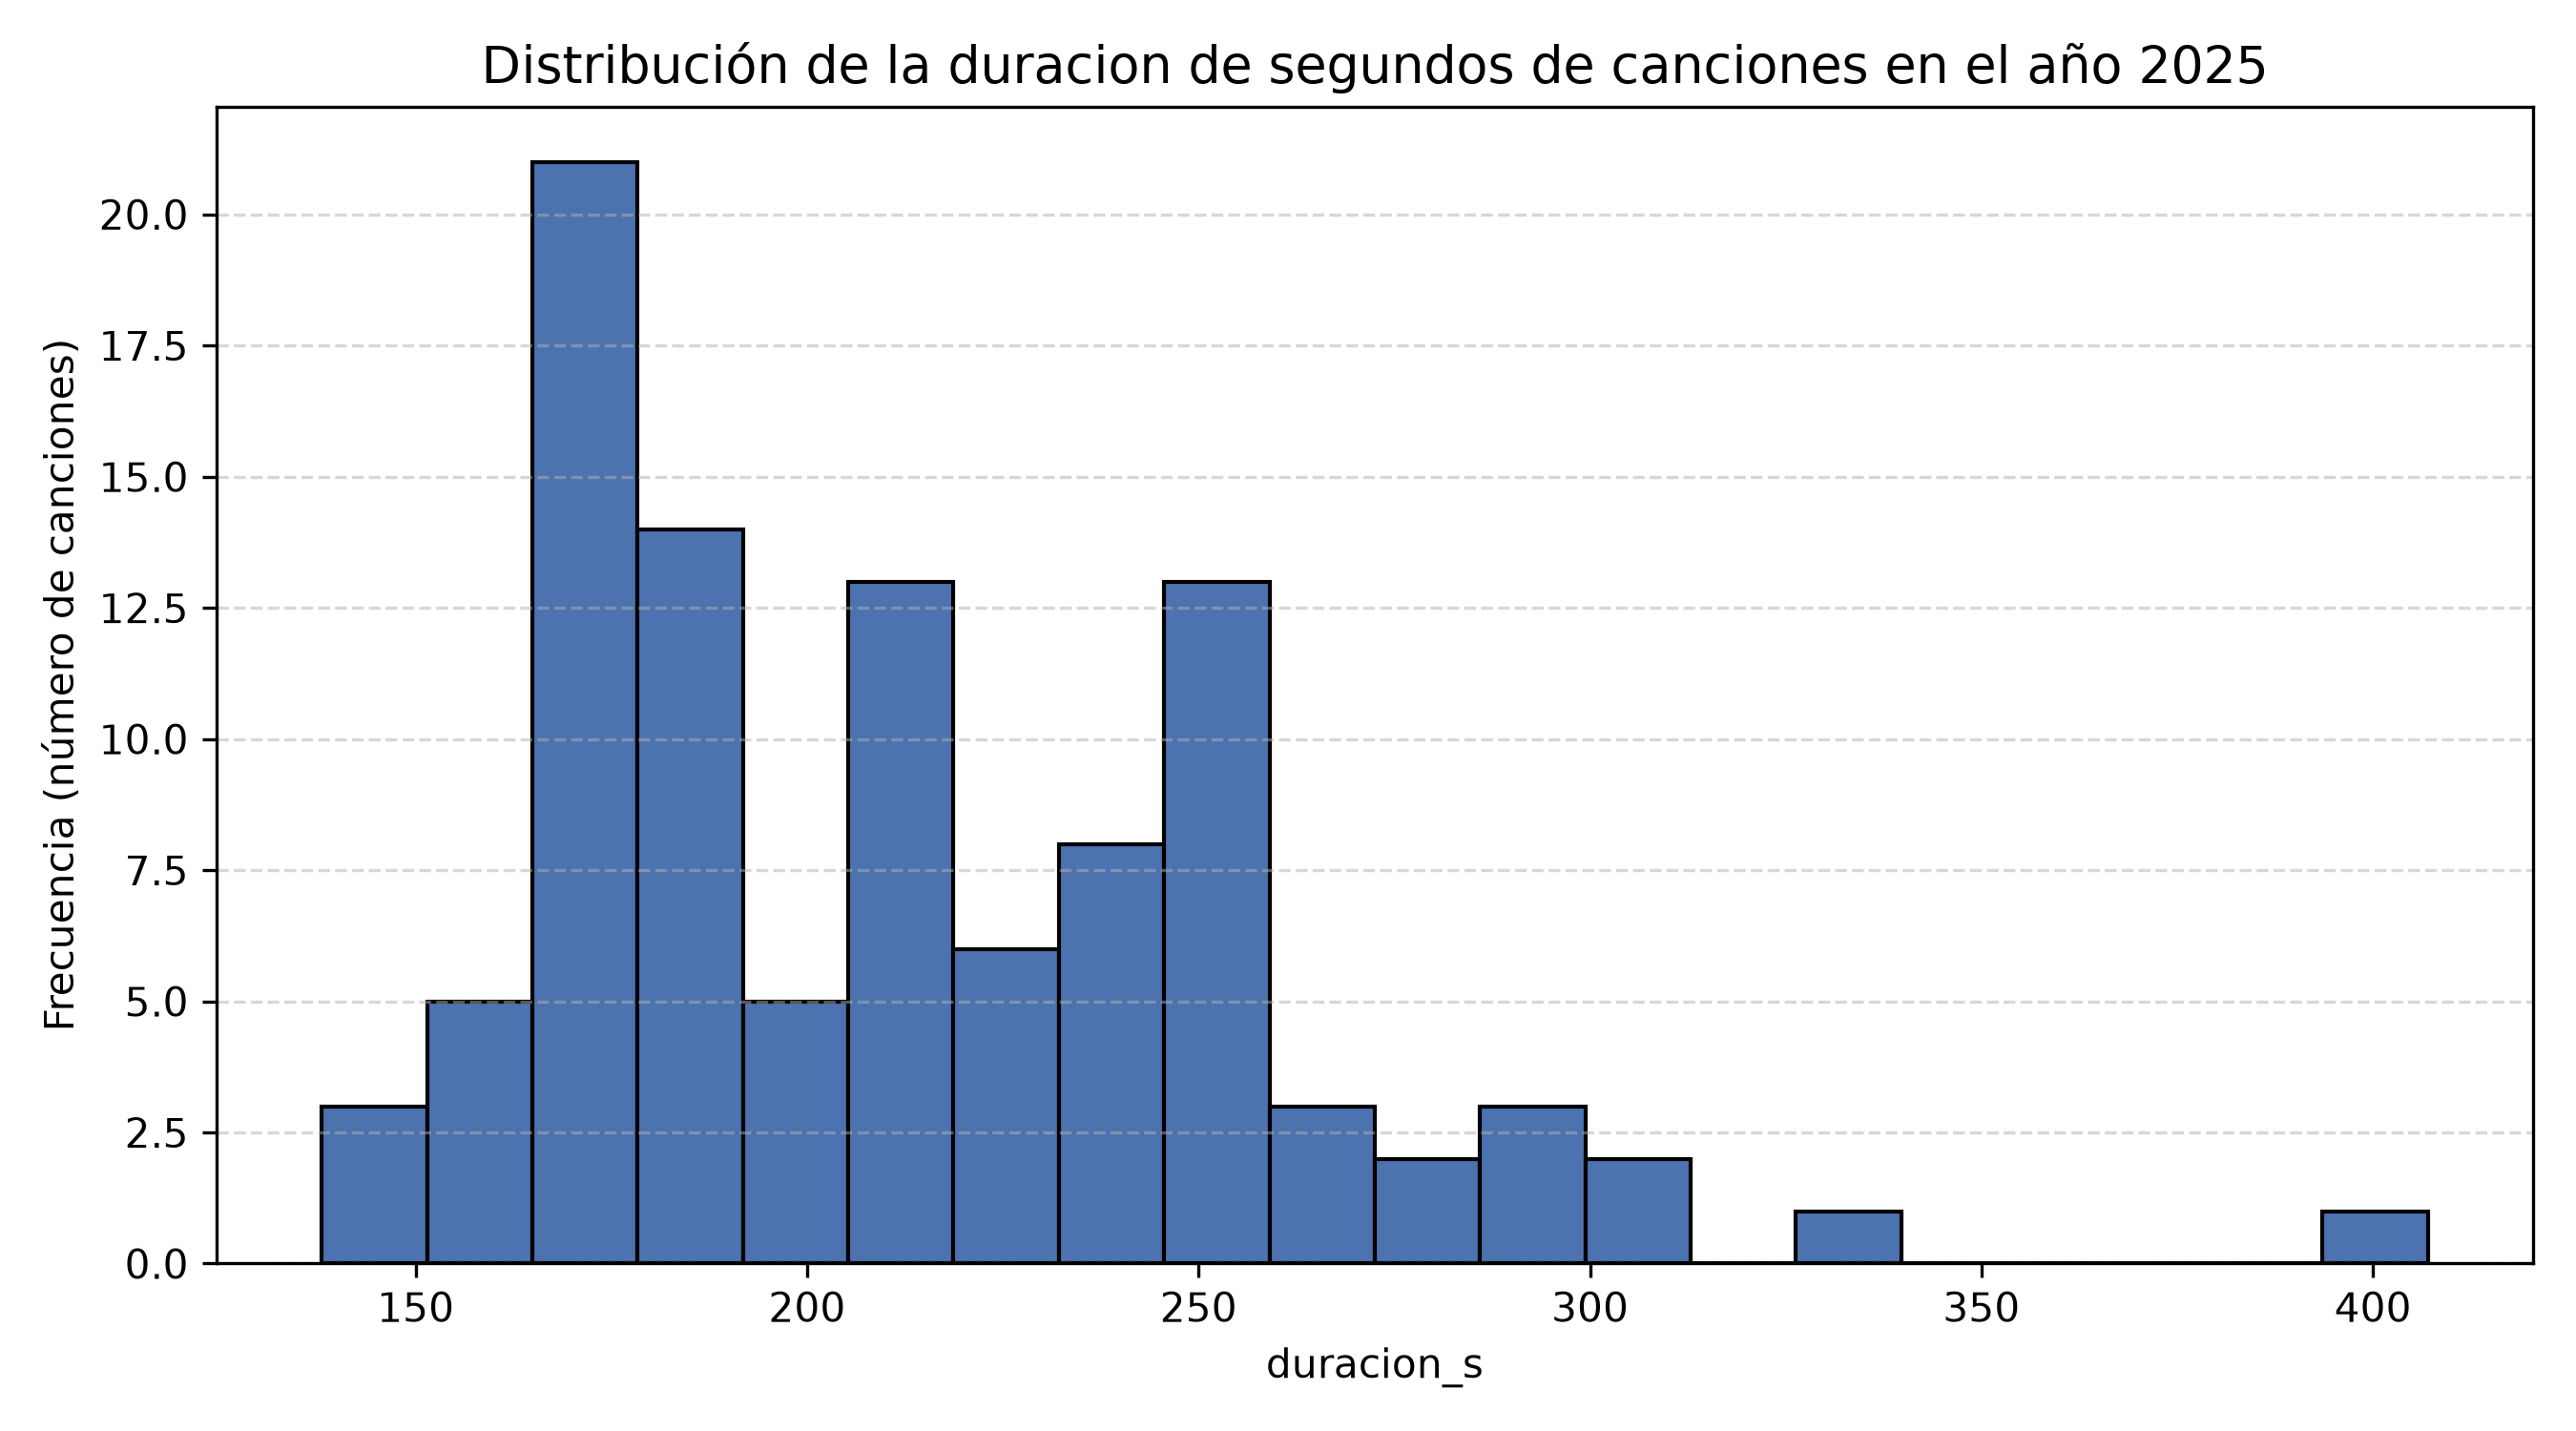 Distribución de la duracion de segundos de canciones en el año 2025
Frecuencia (número de canciones)
20.0
17.5
15.0
12.5
10.0
7.5
5.0
2.5
0.0
150 200 250 300 350 400
duracion_s